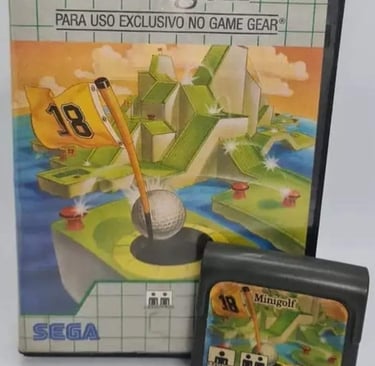 PARA USO EXCLUSIVO NO GAME GEAR®
18
SEGA
18
Minigolf